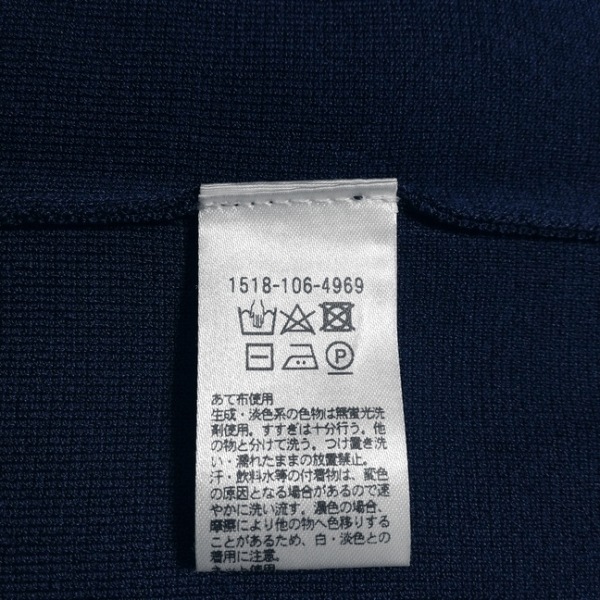 1518-106-4969
P
あて布使用
生成・淡色系の色物は無蛍光洗
剤使用。すすぎは十分行う。他
の物と分けて洗う。つけ置き洗
い・濡れたままの放置禁止。
汗・飲料水等の付着物は、変色
の原因となる場合があるので速
やかに洗い流す。濃色の場合、
摩擦により他の物へ色移りする
ことがあるため、白・淡色との
着用に注意。
ネット使用